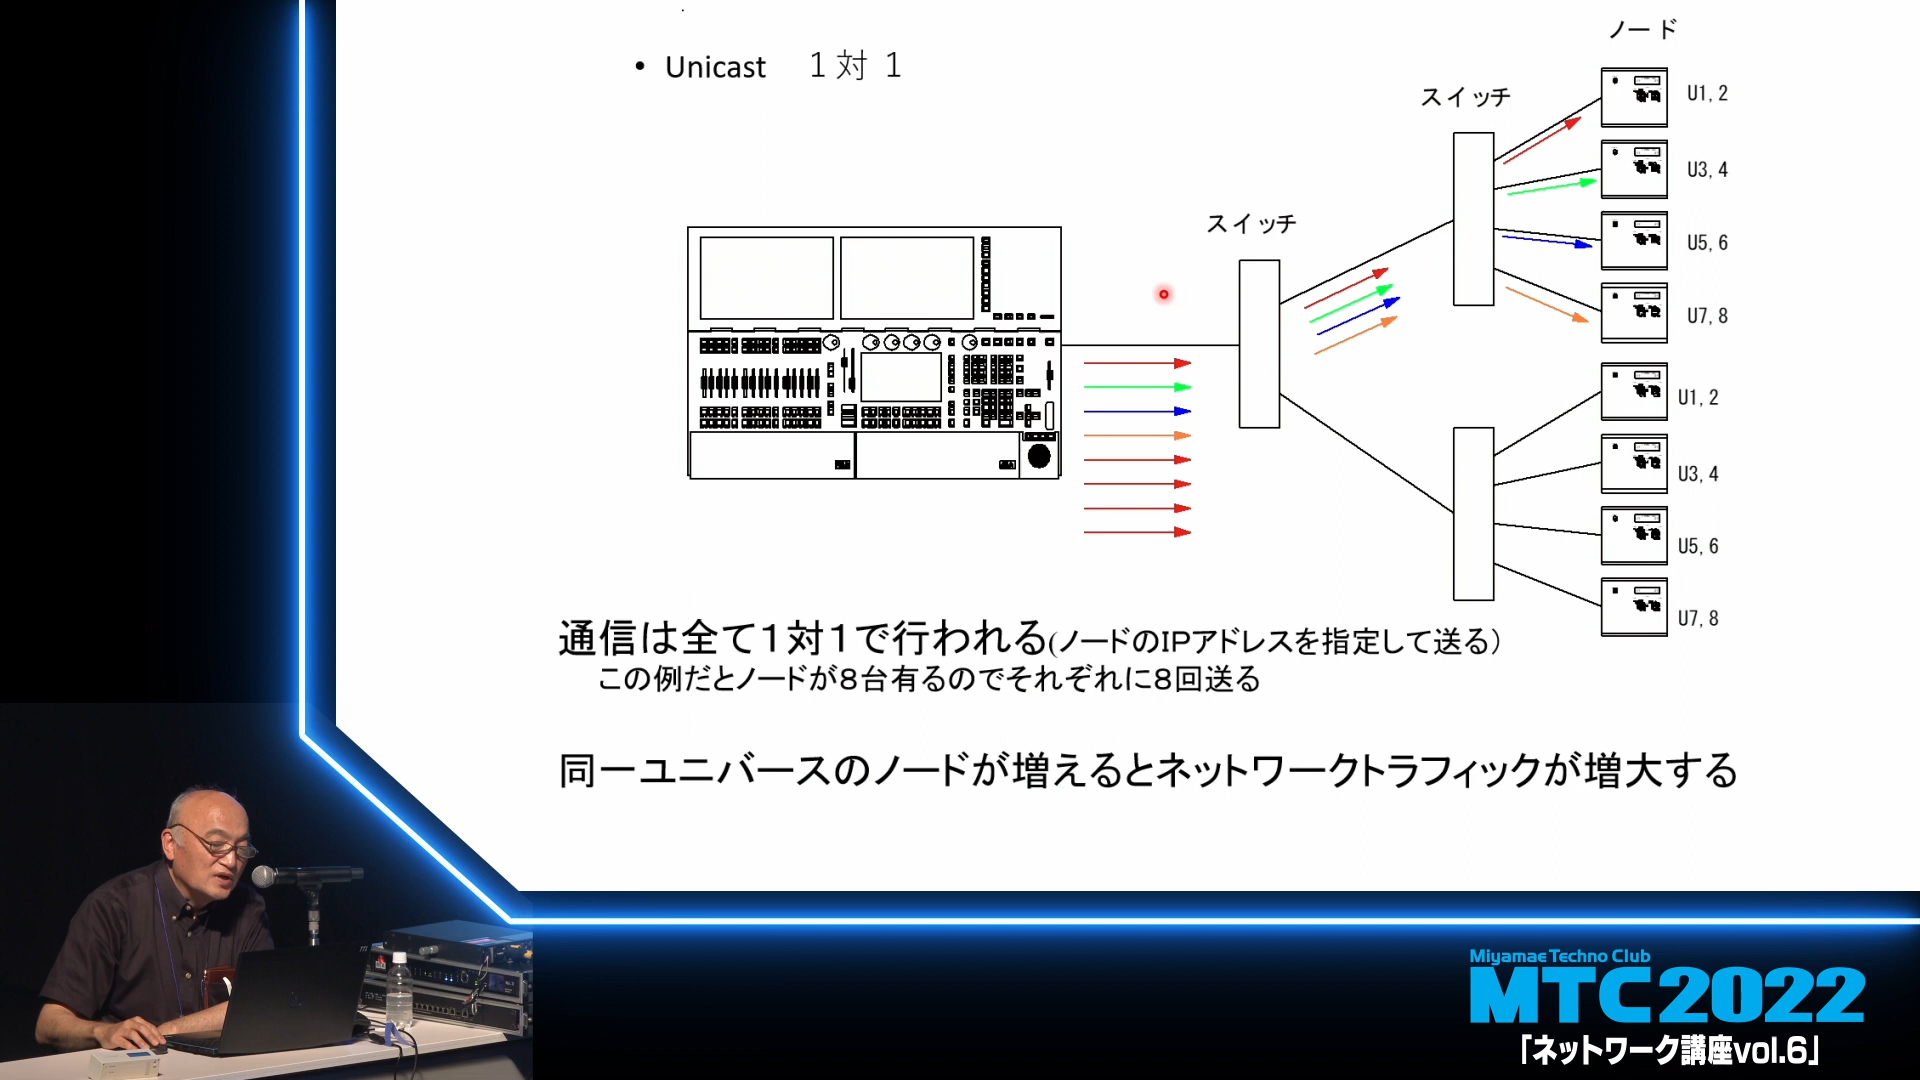 • Unicast 1対 1
ノード
スイッチ
スイッチ
U1, 2
U3, 4
U5, 6
U7, 8
U1, 2
U3, 4
U5, 6
U7, 8
通信は全て1対1で行われる(ノードのIPアドレスを指定して送る)
この例だとノードが8台有るのでそれぞれに8回送る
同一ユニバースのノードが増えるとネットワークトラフィックが増大する
Miyamae Techno Club
MTC2022
「ネットワーク講座vol.6」